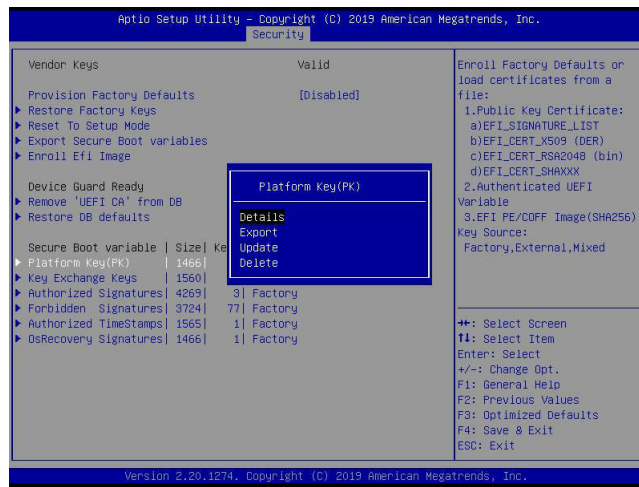 Aptio Setup Utility – Copyright (C) 2019 American Megatrends, Inc.
Security
Vendor Keys Valid
Provision Factory Defaults [Disabled]
Restore Factory Keys
Reset To Setup Mode
Export Secure Boot variables
Enroll Efi Image
Device Guard Ready
Remove 'UEFI CA' from DB
Restore DB defaults
Secure Boot variable | Size| Ke
Platform Key(PK) | 1466|
Key Exchange Keys | 1560|
Authorized Signatures| 4269| 3| Factory
Forbidden Signatures| 3724| 77| Factory
Authorized TimeStamps| 1565| 1| Factory
OsRecovery Signatures| 1466| 1| Factory
Platform Key(PK)
Details
Export
Update
Delete
Enroll Factory Defaults or
load certificates from a
file:
1.Public Key Certificate:
a)EFI_SIGNATURE_LIST
b)EFI_CERT_X509 (DER)
c)EFI_CERT_RSA2048 (bin)
d)EFI_CERT_SHAXXX
2.Authenticated UEFI
Variable
3.EFI PE/COFF Image(SHA256)
Key Source:
Factory,External,Mixed
→←: Select Screen
↑↓: Select Item
Enter: Select
+/-: Change Opt.
F1: General Help
F2: Previous Values
F3: Optimized Defaults
F4: Save & Exit
ESC: Exit
Version 2.20.1274. Copyright (C) 2019 American Megatrends, Inc.